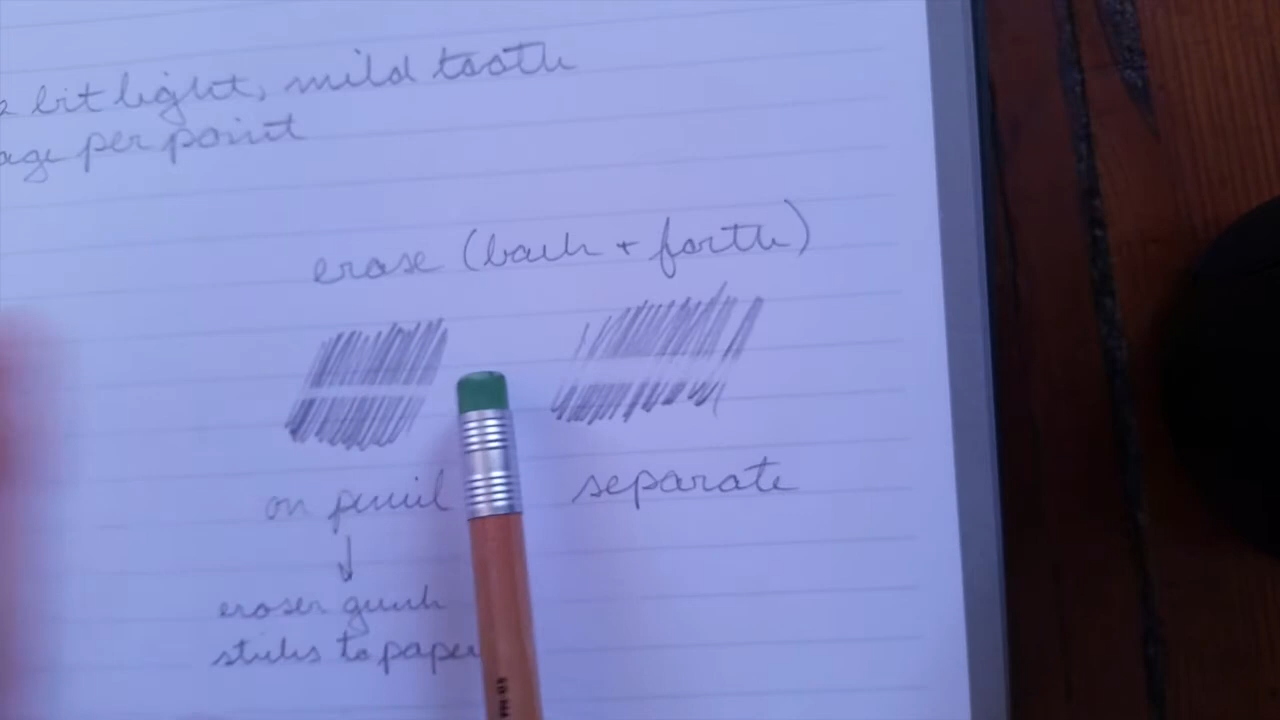 bit light, mild tooth
per point
erase (back + forth)
on pencil
separate
eraser gunk
sticks to paper